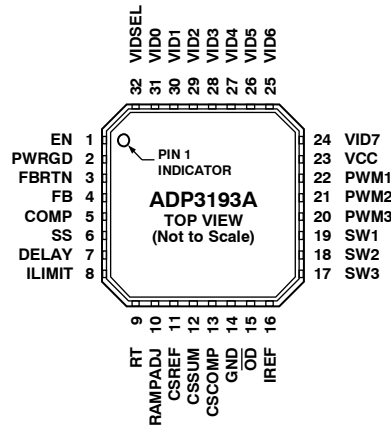 VIDSEL
VID0
VID1
VID2
VID3
VID4
VID5
VID6
32 31 30 29 28 27 26 25
EN 1
PWRGD 2
FBRTN 3
FB 4
COMP 5
SS 6
DELAY 7
ILIMIT 8
PIN 1
INDICATOR
ADP3193A
TOP VIEW
(Not to Scale)
24 VID7
23 VCC
22 PWM1
21 PWM2
20 PWM3
19 SW1
18 SW2
17 SW3
9 10 11 12 13 14 15 16
RT
RAMPADJ
CSREF
CSSUM
CSCOMP
GND
OD
IREF